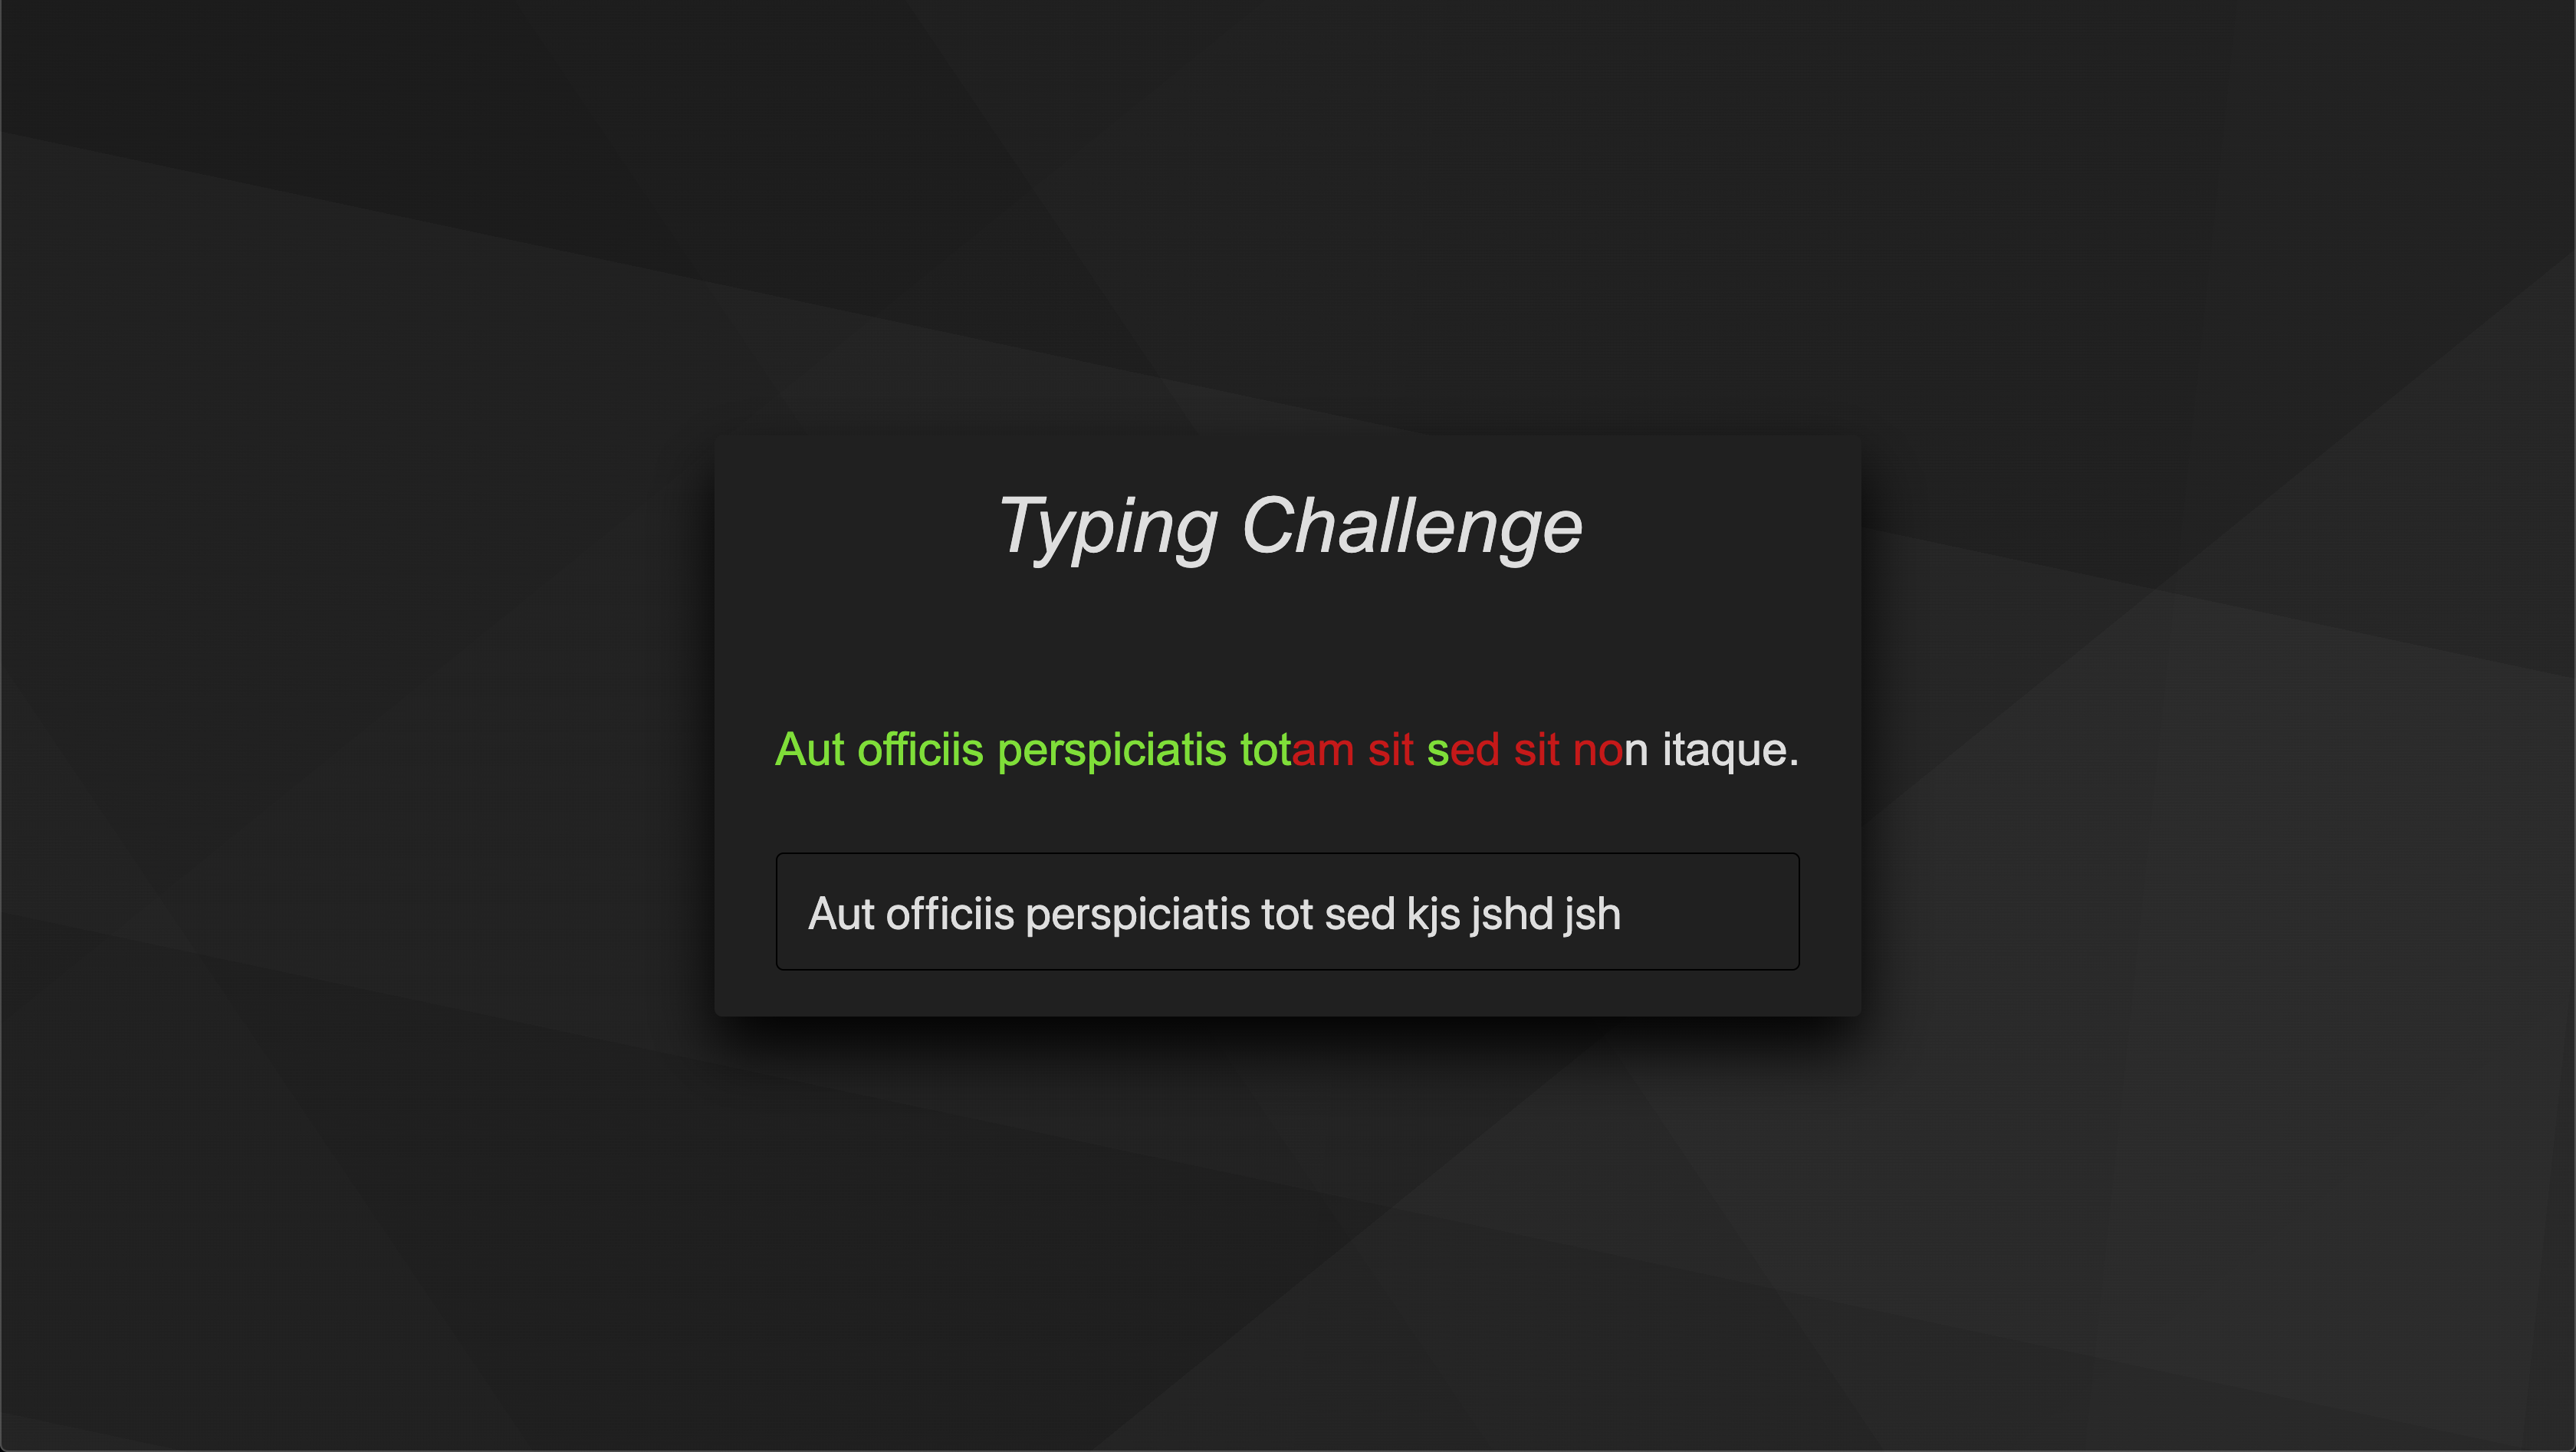 Typing Challenge
Aut officiis perspiciatis totam sit sed sit non itaque.
Aut officiis perspiciatis tot sed kjs jshd jsh